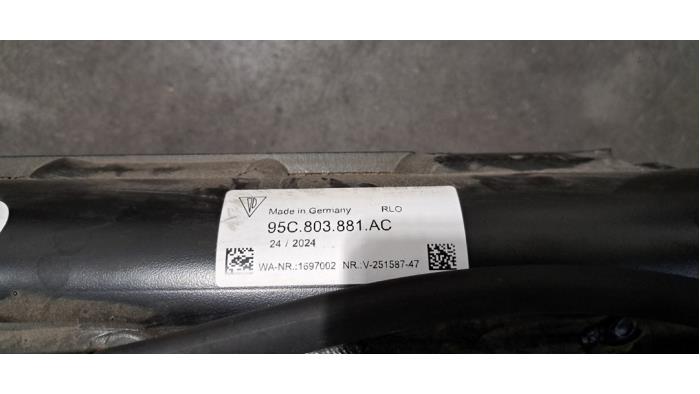 Made in Germany RLO
95C.803.881.AC
24 / 2024
WA-NR.:1697002 NR.:V-251587-47